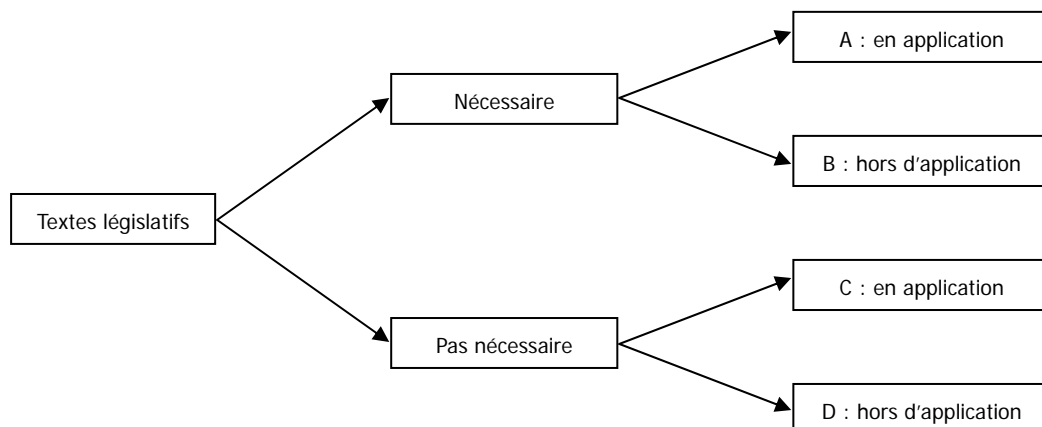 A : en application
Nécessaire
B : hors d’application
Textes législatifs
C : en application
Pas nécessaire
D : hors d’application